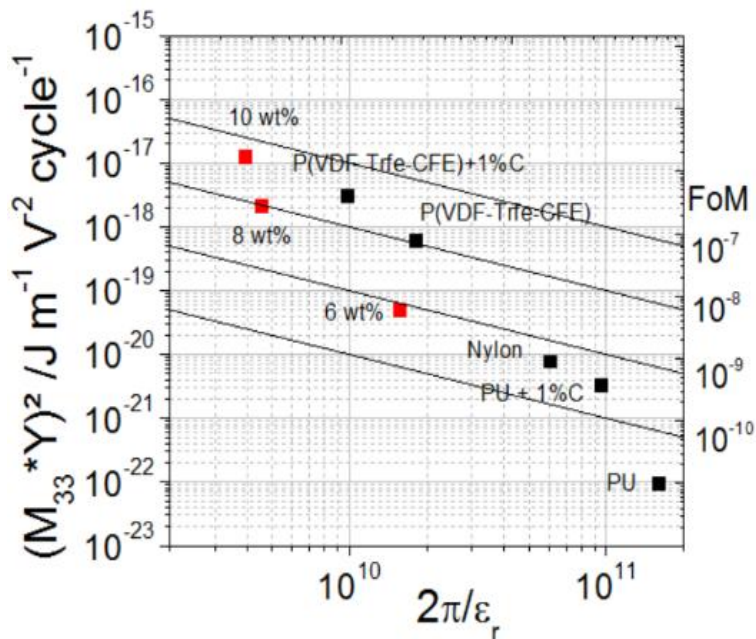 10⁻¹⁵
10⁻¹⁶
10 wt%
10⁻¹⁷
P(VDF-Trfe-CFE)+1%C
FoM
10⁻¹⁸
P(VDF-Trfe-CFE)
8 wt%
10⁻⁷
10⁻¹⁹
6 wt%
10⁻⁸
10⁻²⁰
Nylon
10⁻⁹
PU + 1%C
10⁻²¹
10⁻¹⁰
10⁻²²
PU
10⁻²³
(M₃₃*Y)² /J m⁻¹ V⁻² cycle⁻¹
10¹⁰
10¹¹
2π/εᵣ